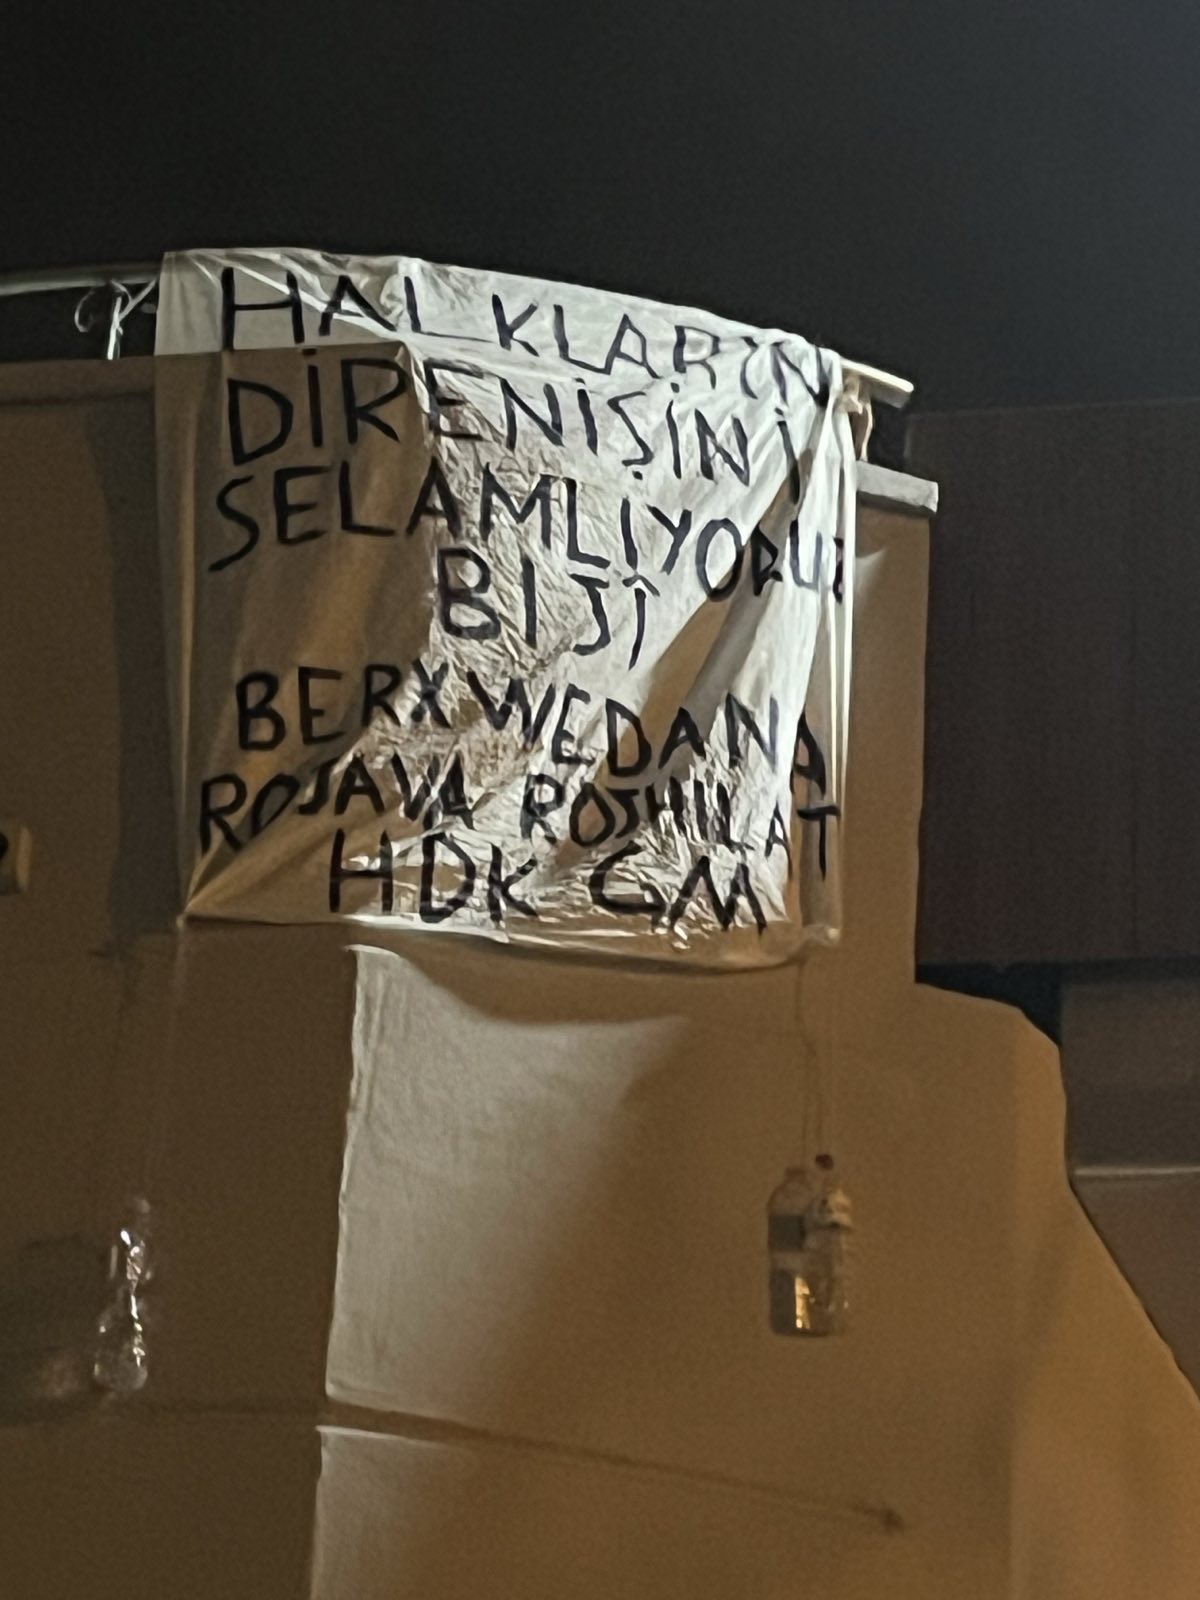 HALKLARIN
DİRENİŞİNİ
SELAMLIYORUZ
BIJÎ
BERXWEDANA
ROJAVA ROJHILAT
HDK GM